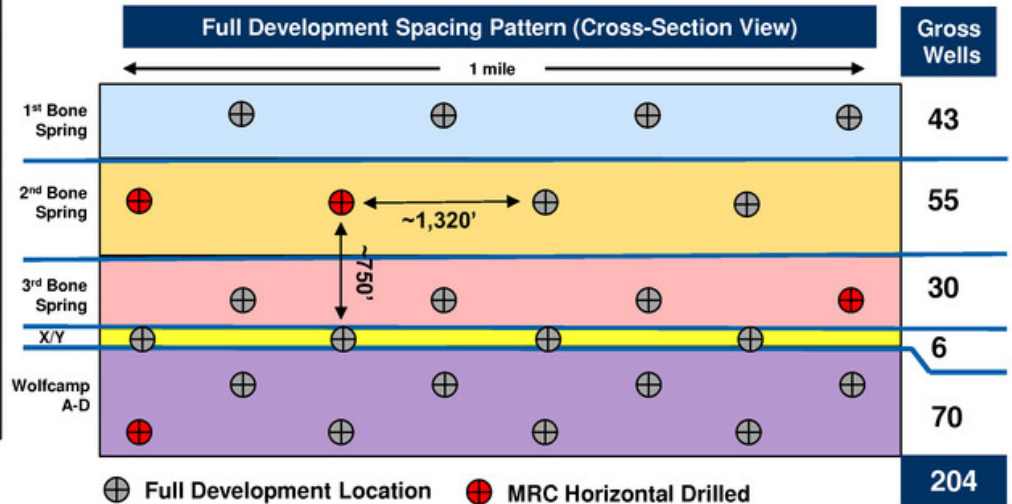 Full Development Spacing Pattern (Cross-Section View)
Gross
Wells
1 mile
1st Bone
Spring
43
2nd Bone
Spring
55
~1,320'
~750'
3rd Bone
Spring
30
X/Y
6
Wolfcamp
A-D
70
Full Development Location
MRC Horizontal Drilled
204